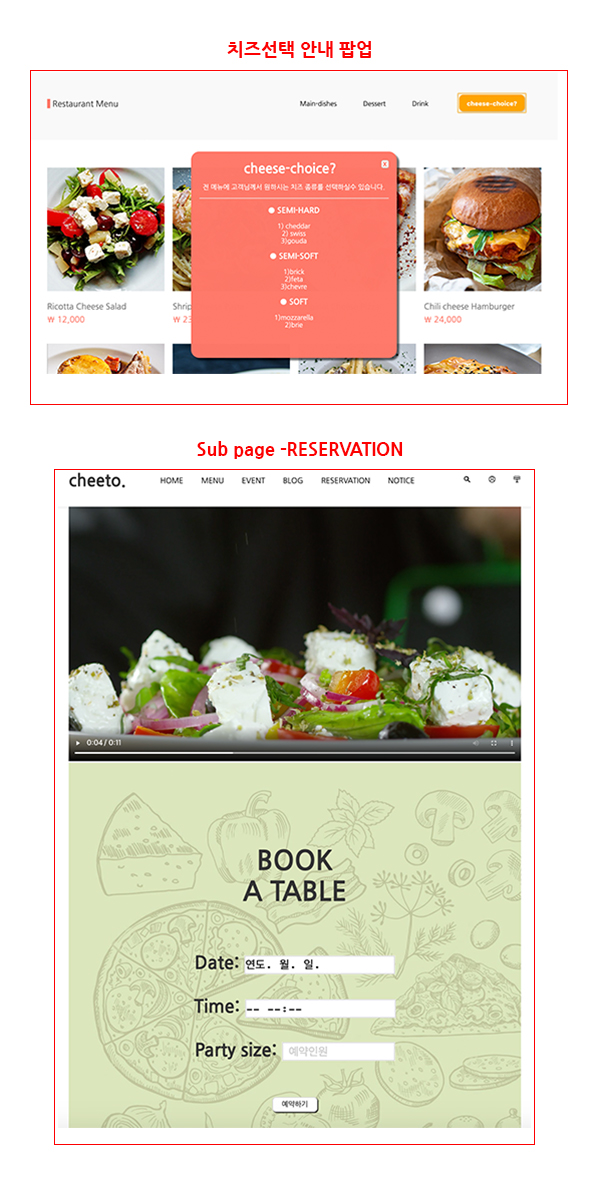 치즈선택 안내 팝업
Restaurant Menu
Main-dishes Dessert Drink cheese-choice?
cheese-choice? x
전 메뉴에 고객님께서 원하시는 치즈 종류를 선택하실수 있습니다.
● SEMI-HARD
1) cheddar
2) swiss
3)gouda
● SEMI-SOFT
1)brick
2)feta
3)chevre
● SOFT
1)mozzarella
2)brie
Ricotta Cheese Salad Shrip Chili cheese Hamburger
₩ 12,000 ₩ 23 ₩ 24,000
Sub page -RESERVATION
cheeto. HOME MENU EVENT BLOG RESERVATION NOTICE
0:04 / 0:11
BOOK
A TABLE
Date: 연도. 월. 일.
Time: -- --:--
Party size: 예약인원
예약하기